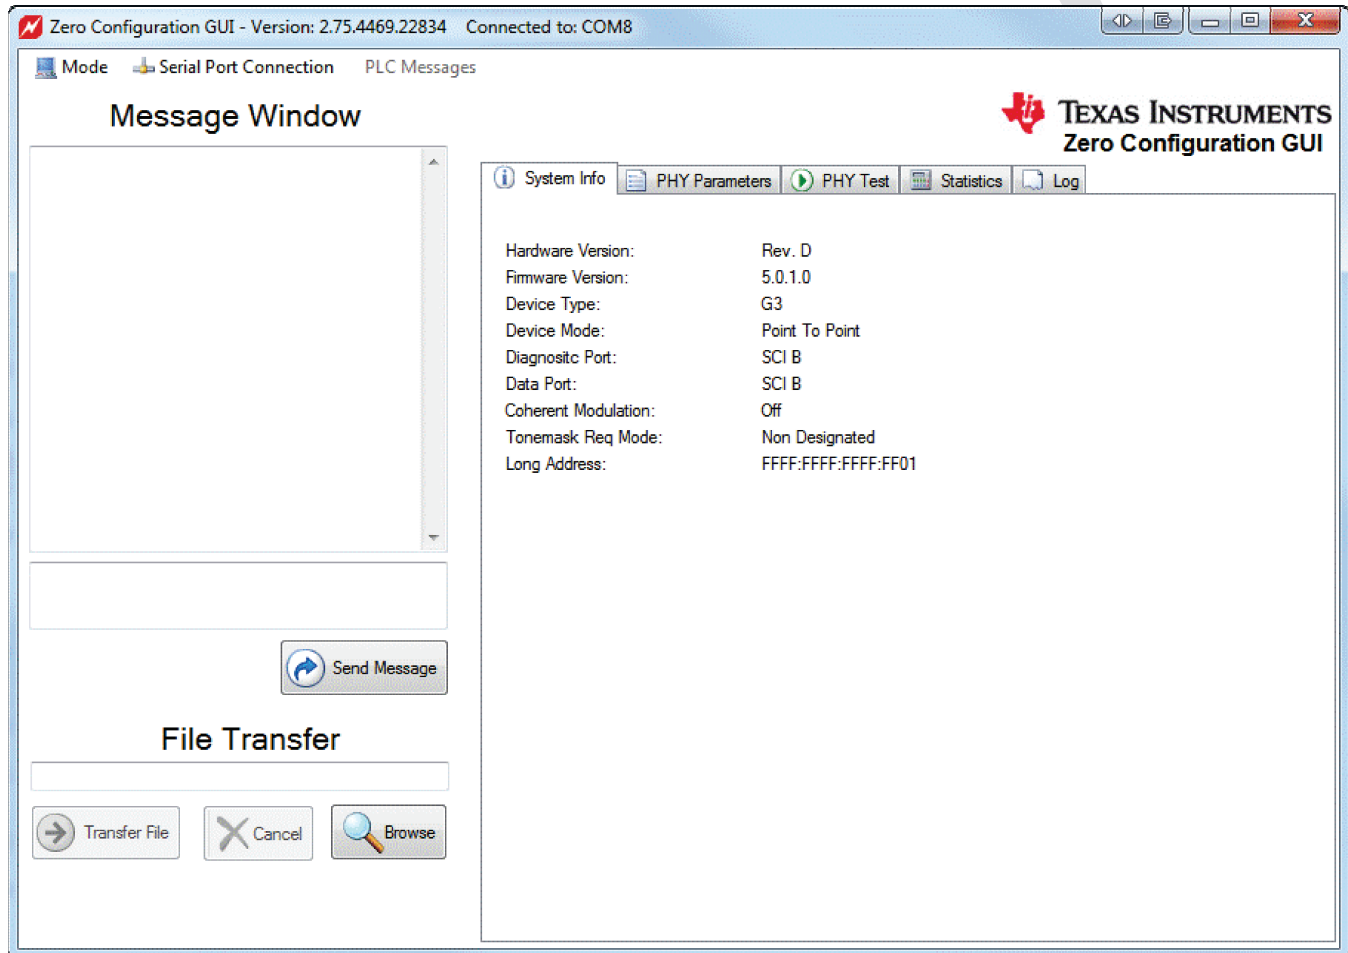 Zero Configuration GUI - Version: 2.75.4469.22834 Connected to: COM8
Mode Serial Port Connection PLC Messages
Message Window
TEXAS INSTRUMENTS
Zero Configuration GUI
System Info PHY Parameters PHY Test Statistics Log
Hardware Version: Rev. D
Firmware Version: 5.0.1.0
Device Type: G3
Device Mode: Point To Point
Diagnositc Port: SCI B
Data Port: SCI B
Coherent Modulation: Off
Tonemask Req Mode: Non Designated
Long Address: FFFF:FFFF:FFFF:FF01
Send Message
File Transfer
Transfer File Cancel Browse